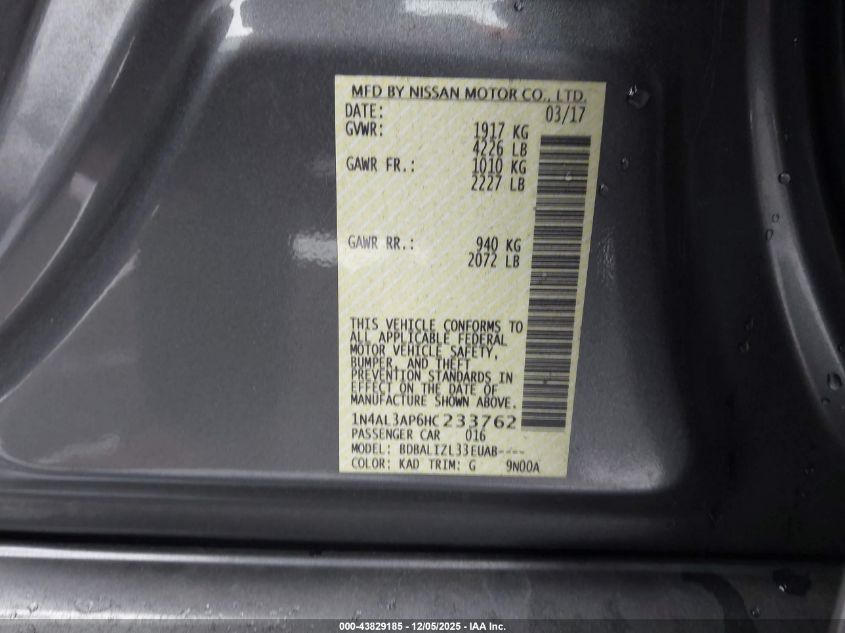 MFD BY NISSAN MOTOR CO., LTD.
DATE: 03/17
GVWR: 1917 KG
4226 LB
GAWR FR.: 1010 KG
2227 LB
GAWR RR.: 940 KG
2072 LB
THIS VEHICLE CONFORMS TO
ALL APPLICABLE FEDERAL
MOTOR VEHICLE SAFETY,
BUMPER, AND THEFT
PREVENTION STANDARDS IN
EFFECT ON THE DATE OF
MANUFACTURE SHOWN ABOVE.
1N4AL3AP6HC233762
PASSENGER CAR 016
MODEL: BDBALIZL33EUAB----
COLOR: KAD TRIM: G 9N00A
000-43829185 - 12/05/2025 - IAA Inc.